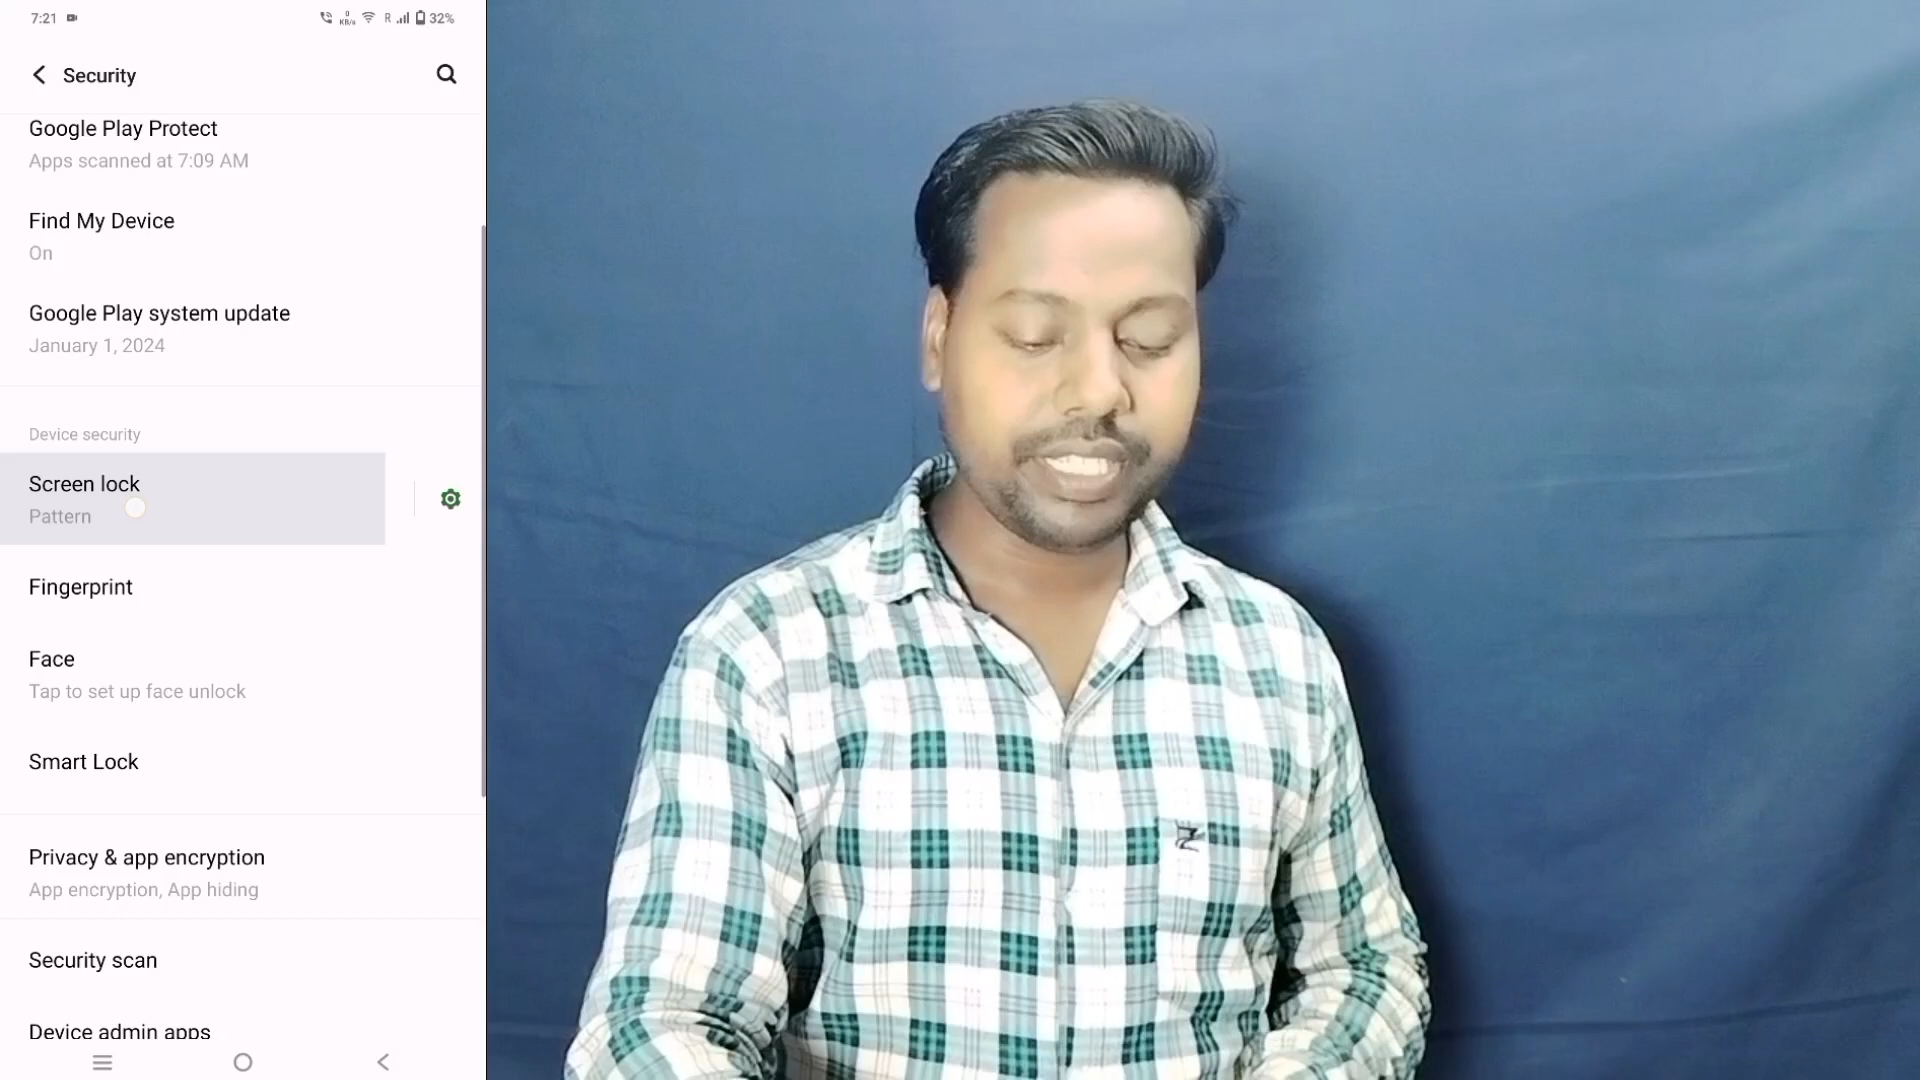 7:21
0
KB/s
R
32%
Security
Google Play Protect
Apps scanned at 7:09 AM
Find My Device
On
Google Play system update
January 1, 2024
Device security
Screen lock
Pattern
Fingerprint
Face
Tap to set up face unlock
Smart Lock
Privacy & app encryption
App encryption, App hiding
Security scan
Device admin apps